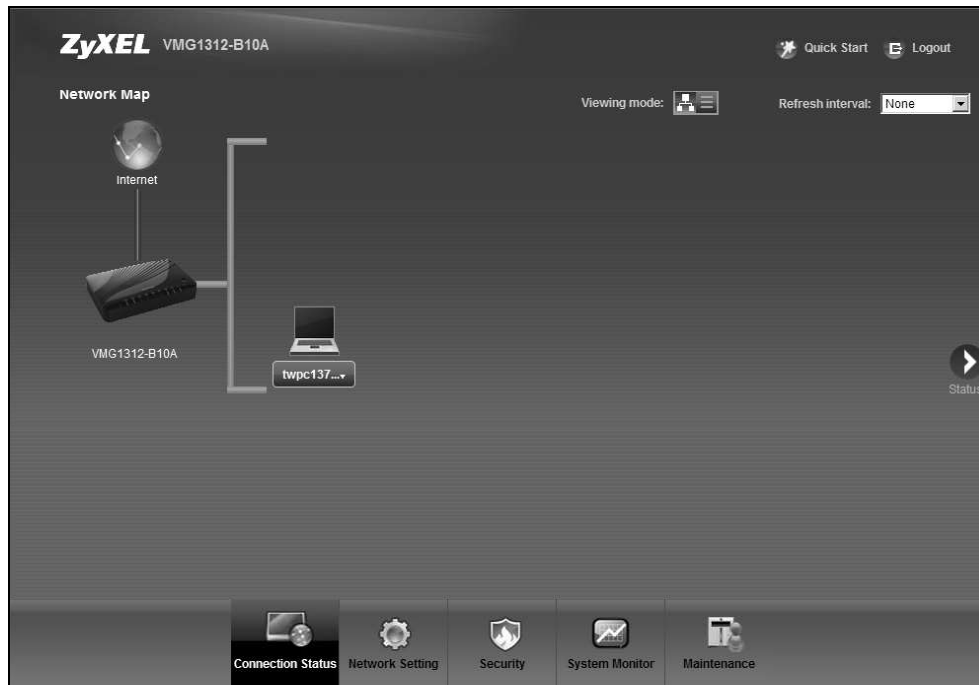 ZyXEL VMG1312-B10A
Quick Start Logout
Network Map
Viewing mode:
Refresh interval: None
Internet
VMG1312-B10A
twpc137...
Status
Connection Status Network Setting Security System Monitor Maintenance